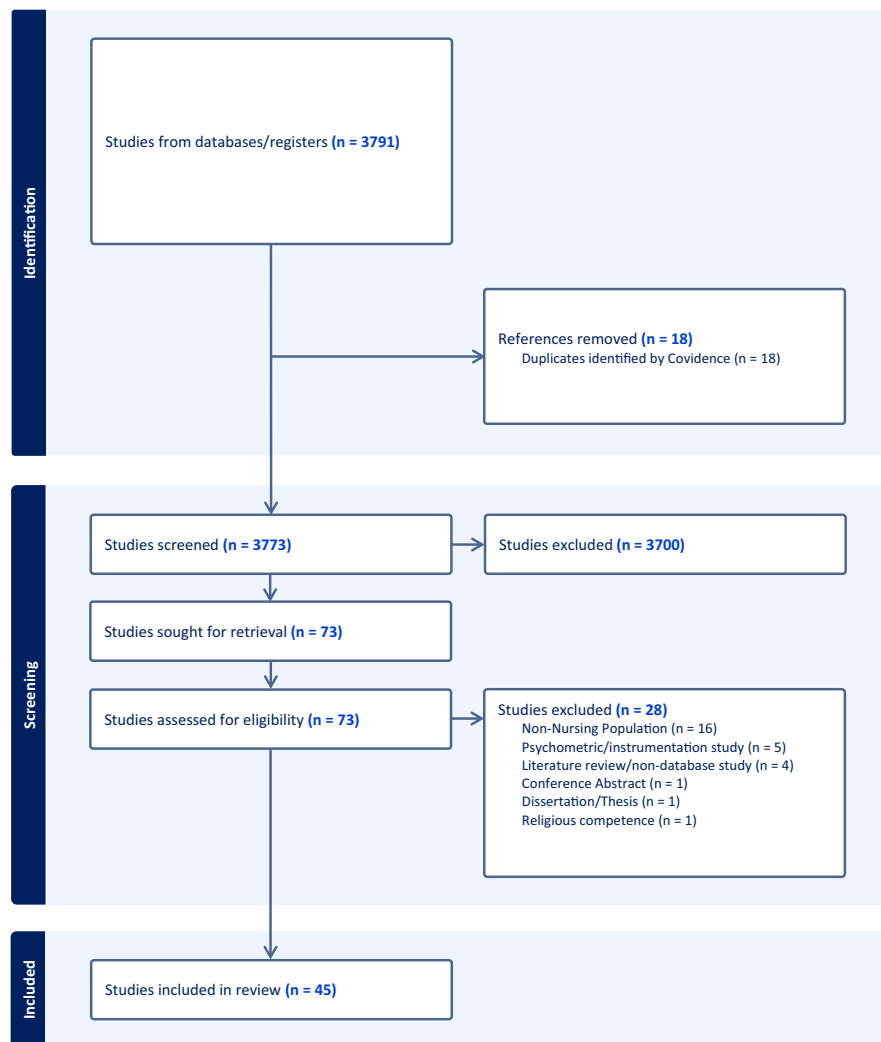 Identification
Studies from databases/registers (n = 3791)
References removed (n = 18)
Duplicates identified by Covidence (n = 18)
Screening
Studies screened (n = 3773)
Studies excluded (n = 3700)
Studies sought for retrieval (n = 73)
Studies assessed for eligibility (n = 73)
Studies excluded (n = 28)
Non-Nursing Population (n = 16)
Psychometric/instrumentation study (n = 5)
Literature review/non-database study (n = 4)
Conference Abstract (n = 1)
Dissertation/Thesis (n = 1)
Religious competence (n = 1)
Included
Studies included in review (n = 45)